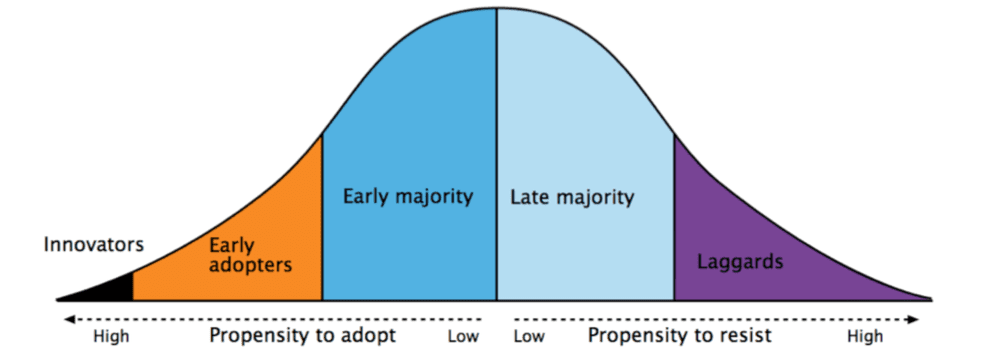 Early majority
Late majority
Innovators
Early
adopters
Laggards
High Propensity to adopt Low Low Propensity to resist High